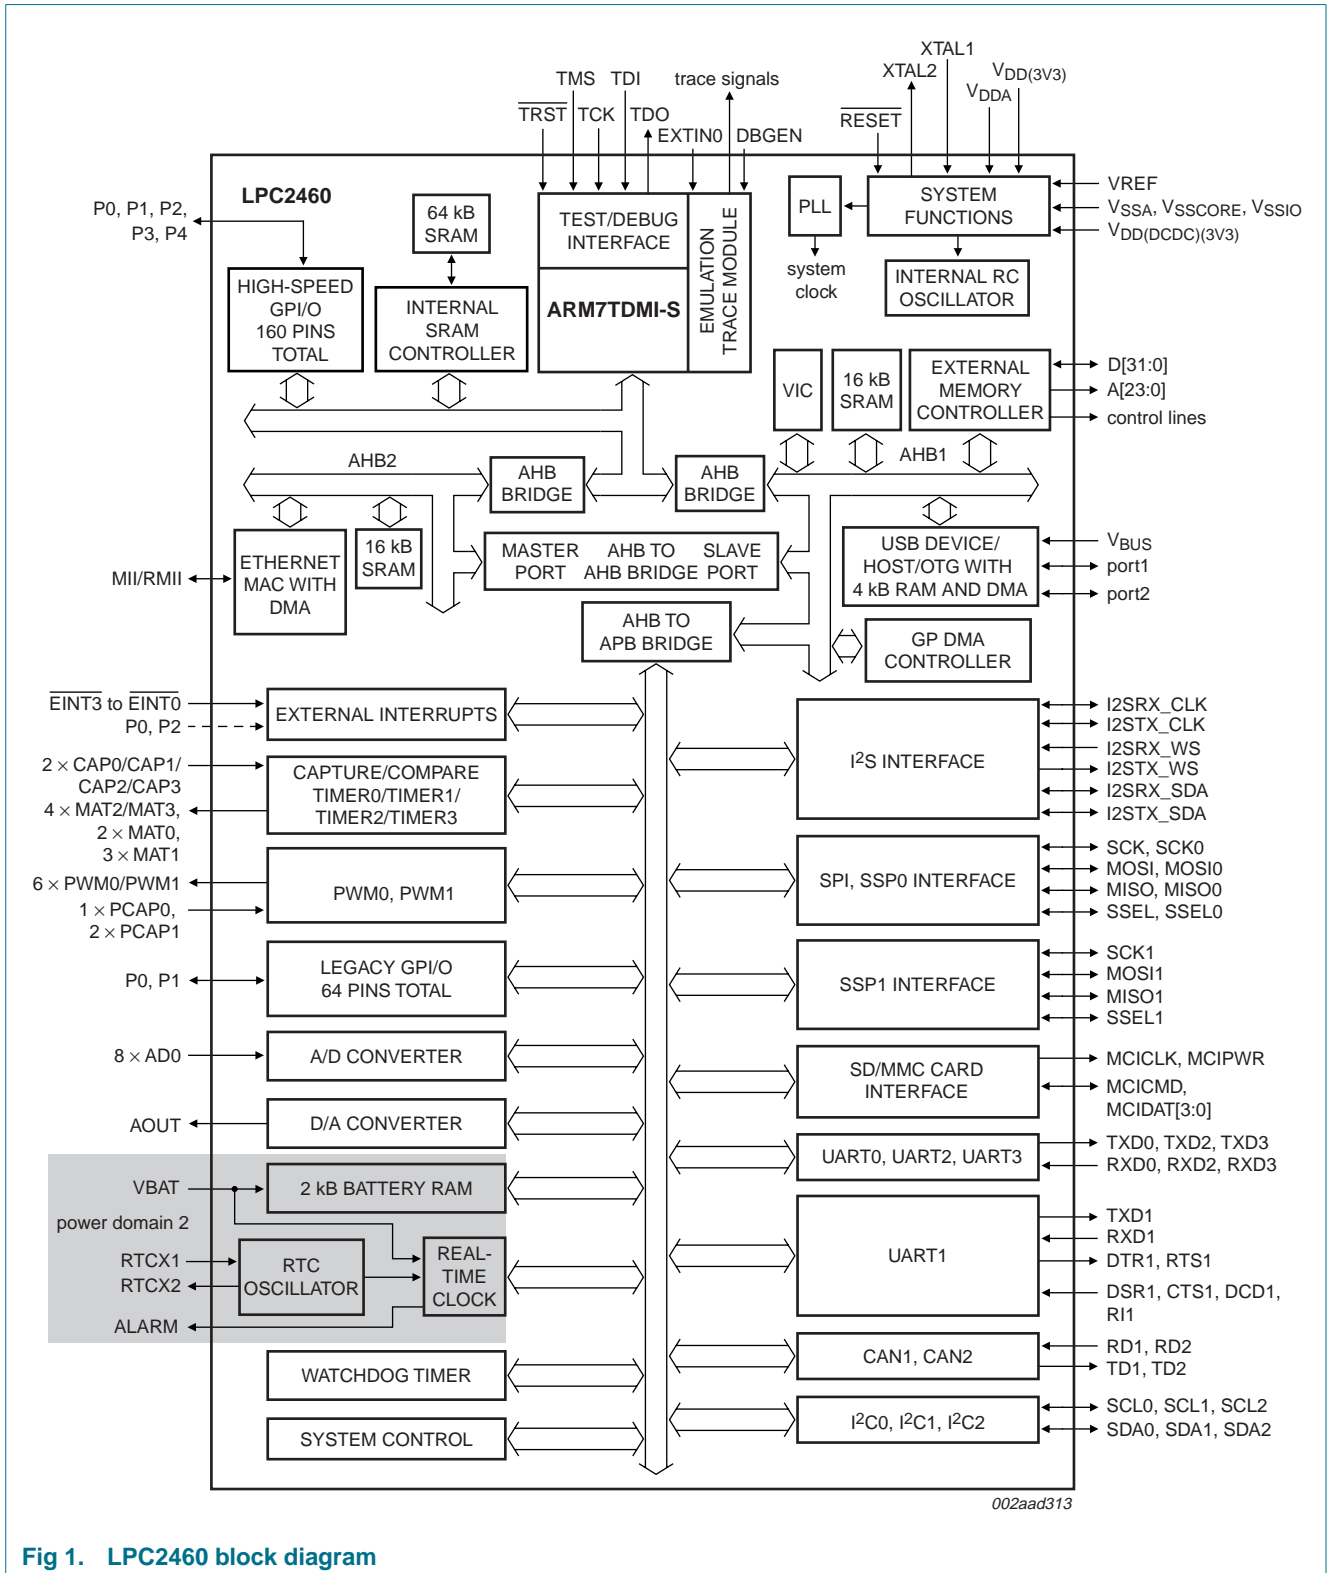 XTAL1
XTAL2
VDD(3V3)
VDDA
RESET
TMS TDI trace signals
TRST TCK TDO
EXTIN0 DBGEN
LPC2460
P0, P1, P2,
P3, P4
64 kB
SRAM
TEST/DEBUG
INTERFACE
EMULATION
TRACE MODULE
PLL
SYSTEM
FUNCTIONS
VREF
VSSA, VSSCORE, VSSIO
VDD(DCDC)(3V3)
system
clock
HIGH-SPEED
GPI/O
160 PINS
TOTAL
INTERNAL
SRAM
CONTROLLER
ARM7TDMI-S
INTERNAL RC
OSCILLATOR
VIC
16 kB
SRAM
EXTERNAL
MEMORY
CONTROLLER
D[31:0]
A[23:0]
control lines
AHB2
AHB
BRIDGE
AHB
BRIDGE
AHB1
ETHERNET
MAC WITH
DMA
16 kB
SRAM
MASTER
PORT
AHB TO
AHB BRIDGE
SLAVE
PORT
USB DEVICE/
HOST/OTG WITH
4 kB RAM AND DMA
VBUS
port1
port2
MII/RMII
AHB TO
APB BRIDGE
GP DMA
CONTROLLER
EINT3 to EINT0
P0, P2
EXTERNAL INTERRUPTS
2 × CAP0/CAP1/
CAP2/CAP3
4 × MAT2/MAT3,
2 × MAT0,
3 × MAT1
CAPTURE/COMPARE
TIMER0/TIMER1/
TIMER2/TIMER3
6 × PWM0/PWM1
1 × PCAP0,
2 × PCAP1
PWM0, PWM1
P0, P1
LEGACY GPI/O
64 PINS TOTAL
8 × AD0
A/D CONVERTER
AOUT
D/A CONVERTER
VBAT
2 kB BATTERY RAM
power domain 2
RTCX1
RTCX2
RTC
OSCILLATOR
REAL-
TIME
CLOCK
ALARM
WATCHDOG TIMER
SYSTEM CONTROL
I2S INTERFACE
I2SRX_CLK
I2STX_CLK
I2SRX_WS
I2STX_WS
I2SRX_SDA
I2STX_SDA
SPI, SSP0 INTERFACE
SCK, SCK0
MOSI, MOSI0
MISO, MISO0
SSEL, SSEL0
SSP1 INTERFACE
SCK1
MOSI1
MISO1
SSEL1
SD/MMC CARD
INTERFACE
MCICLK, MCIPWR
MCICMD,
MCIDAT[3:0]
UART0, UART2, UART3
TXD0, TXD2, TXD3
RXD0, RXD2, RXD3
UART1
TXD1
RXD1
DTR1, RTS1
DSR1, CTS1, DCD1,
RI1
CAN1, CAN2
RD1, RD2
TD1, TD2
I2C0, I2C1, I2C2
SCL0, SCL1, SCL2
SDA0, SDA1, SDA2
002aad313
Fig 1. LPC2460 block diagram